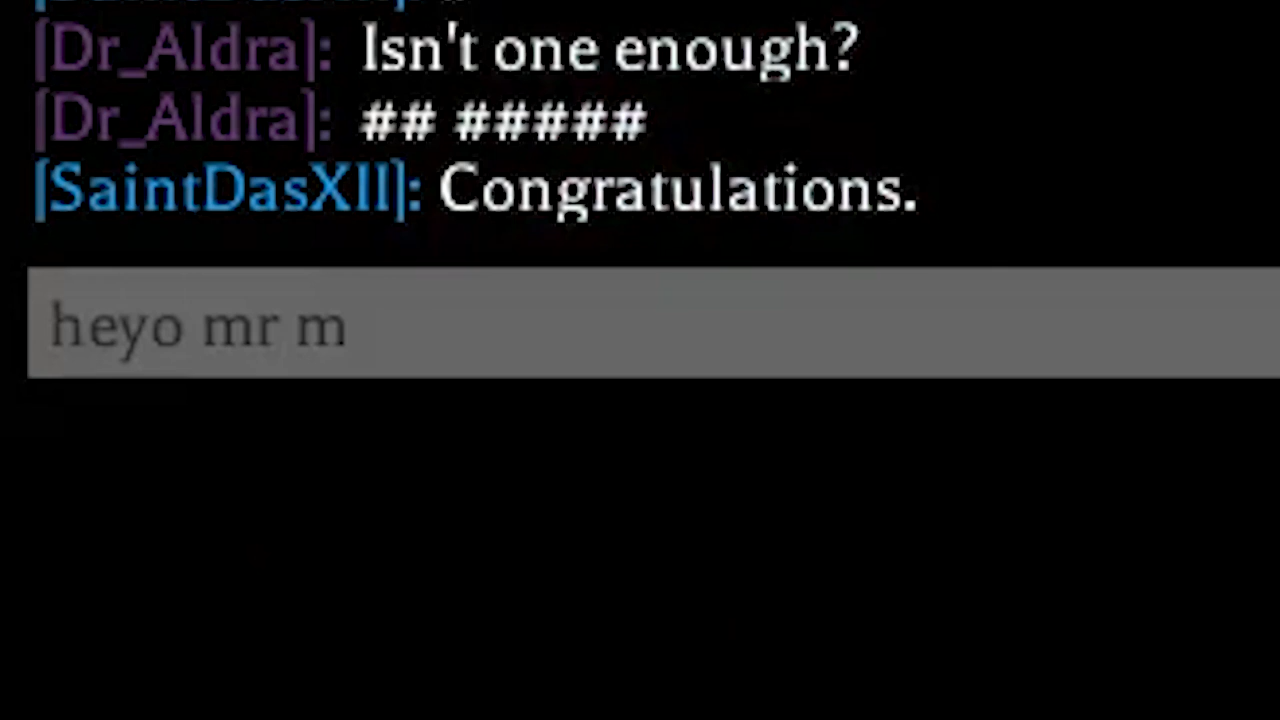 [Dr_Aldra]: Isn't one enough?
[Dr_Aldra]: ## #####
[SaintDasXII]: Congratulations.
heyo mr m